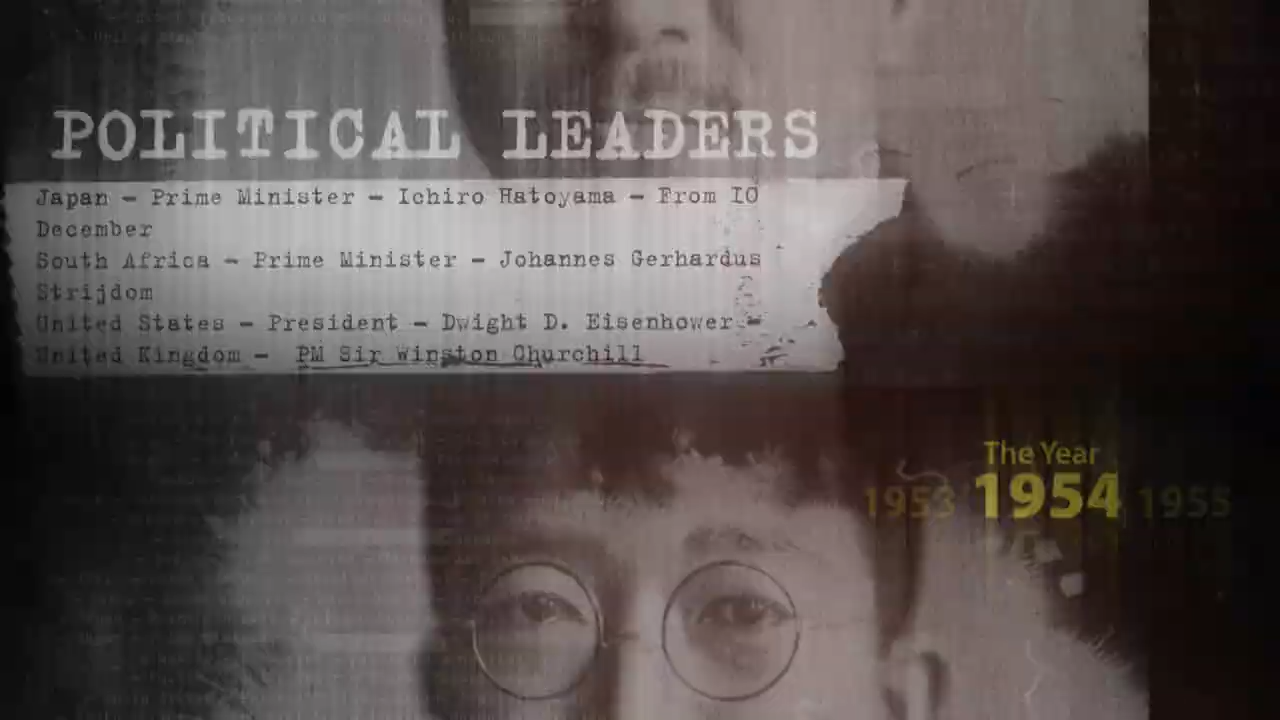 POLITICAL LEADERS
Japan - Prime Minister - Ichiro Hatoyama - From 10
December
South Africa - Prime Minister - Johannes Gerhardus
Strijdom
United States - President - Dwight D. Eisenhower -
United Kingdom - PM Sir Winston Churchill
The Year
1953 1954 1955